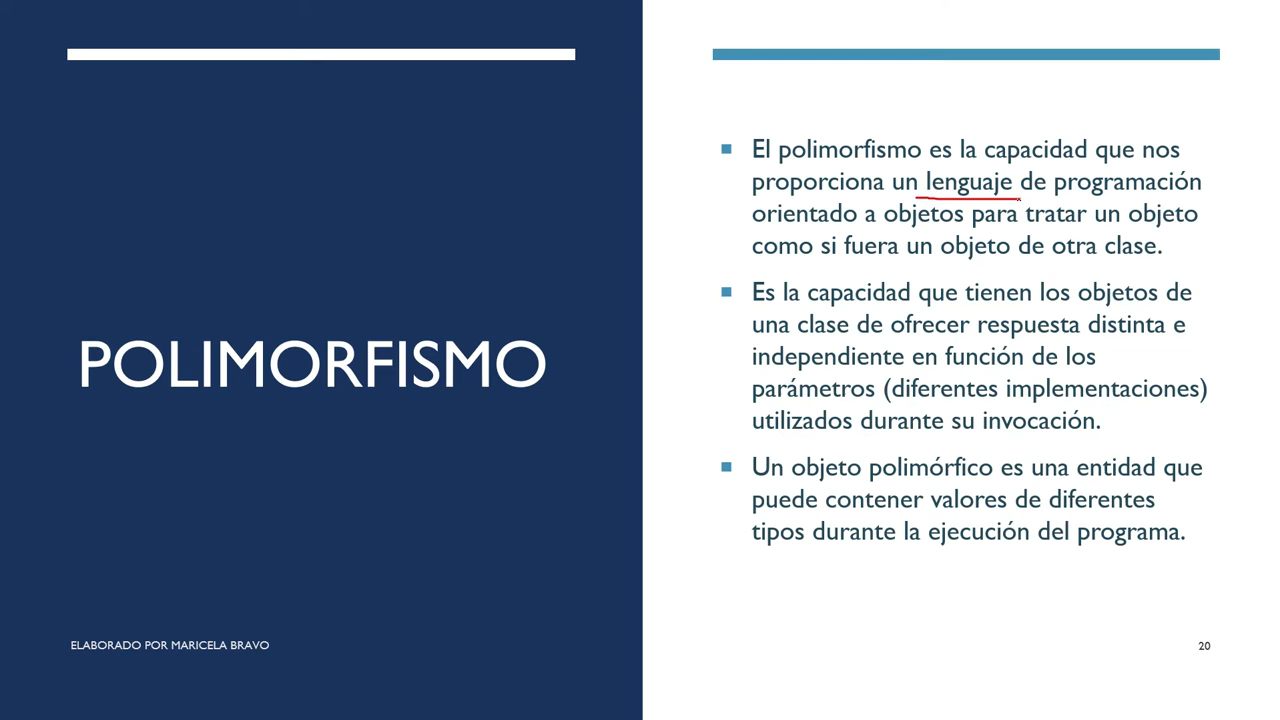 POLIMORFISMO
El polimorfismo es la capacidad que nos
proporciona un lenguaje de programación
orientado a objetos para tratar un objeto
como si fuera un objeto de otra clase.
Es la capacidad que tienen los objetos de
una clase de ofrecer respuesta distinta e
independiente en función de los
parámetros (diferentes implementaciones)
utilizados durante su invocación.
Un objeto polimórfico es una entidad que
puede contener valores de diferentes
tipos durante la ejecución del programa.
ELABORADO POR MARICELA BRAVO
20